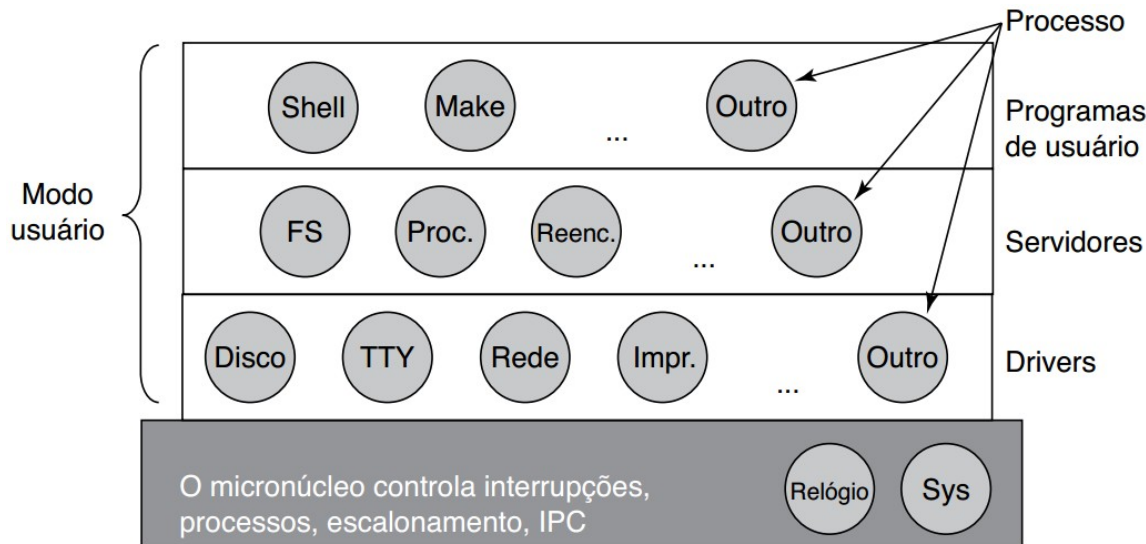 Processo
Shell
Make
...
Outro
Programas
de usuário
Modo
usuário
FS
Proc.
Reenc.
...
Outro
Servidores
Disco
TTY
Rede
Impr.
...
Outro
Drivers
O micronúcleo controla interrupções,
processos, escalonamento, IPC
Relógio
Sys